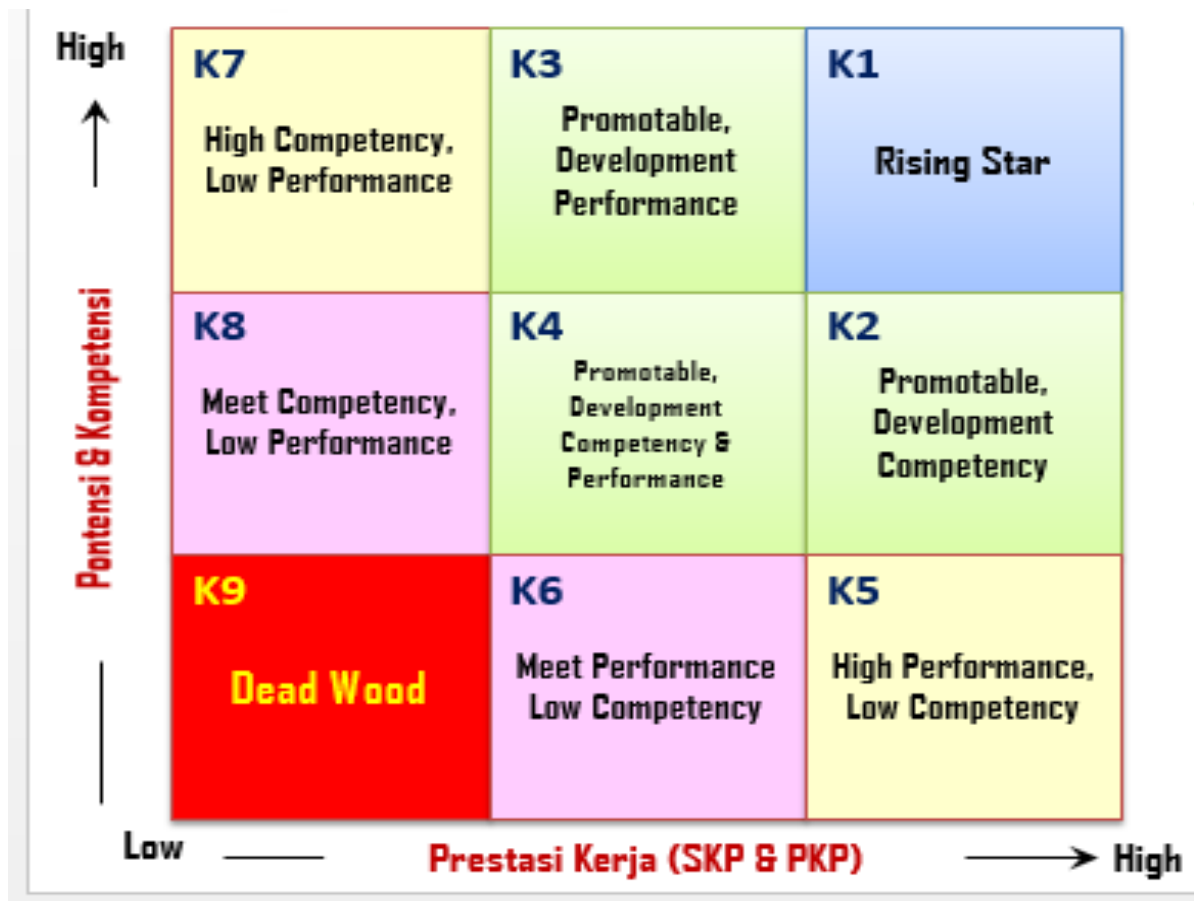 High
K7
High Competency,
Low Performance
K3
Promotable,
Development
Performance
K1
Rising Star
Pontensi & Kompetensi
K8
Meet Competency,
Low Performance
K4
Promotable,
Development
Competency &
Performance
K2
Promotable,
Development
Competency
K9
Dead Wood
K6
Meet Performance
Low Competency
K5
High Performance,
Low Competency
Low
Prestasi Kerja (SKP & PKP)
High